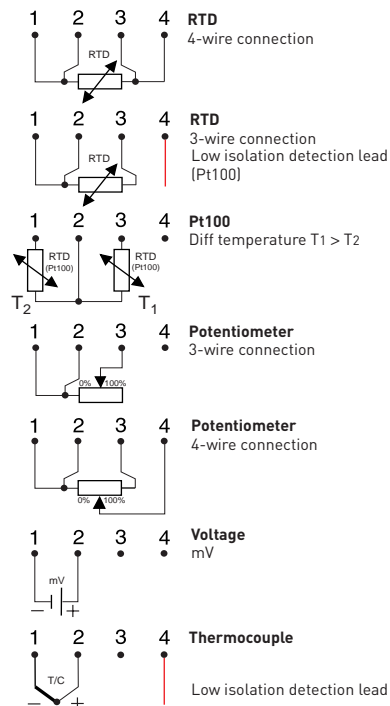 1 2 3 4 RTD
4-wire connection
RTD
1 2 3 4 RTD
3-wire connection
Low isolation detection lead
(Pt100)
RTD
1 2 3 4 Pt100
Diff temperature T1 > T2
RTD
(Pt100)
RTD
(Pt100)
T2 T1
1 2 3 4 Potentiometer
3-wire connection
0% 100%
1 2 3 4 Potentiometer
4-wire connection
0% 100%
1 2 3 4 Voltage
mV
mV
– +
1 2 3 4 Thermocouple
T/C
Low isolation detection lead
– +